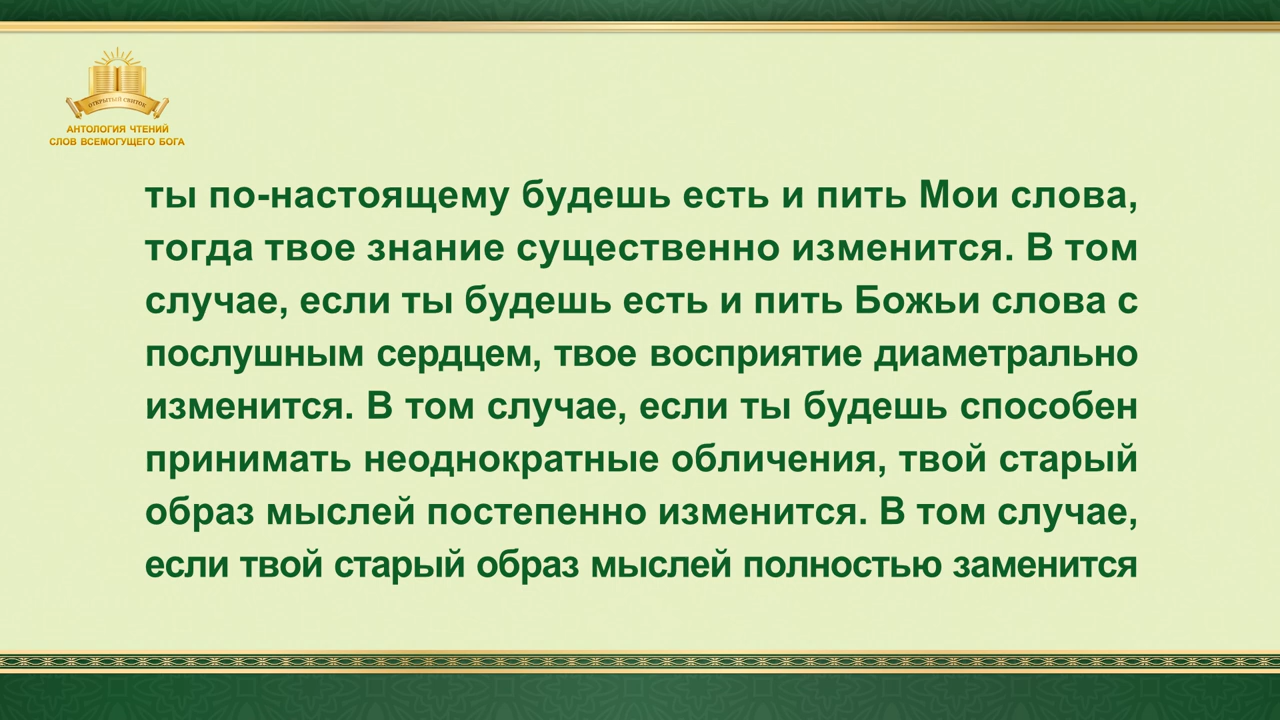 ОТКРЫТЫЙ СВИТОК
АНТОЛОГИЯ ЧТЕНИЙ
СЛОВ ВСЕМОГУЩЕГО БОГА
ты по-настоящему будешь есть и пить Мои слова,
тогда твое знание существенно изменится. В том
случае, если ты будешь есть и пить Божьи слова с
послушным сердцем, твое восприятие диаметрально
изменится. В том случае, если ты будешь способен
принимать неоднократные обличения, твой старый
образ мыслей постепенно изменится. В том случае,
если твой старый образ мыслей полностью заменится